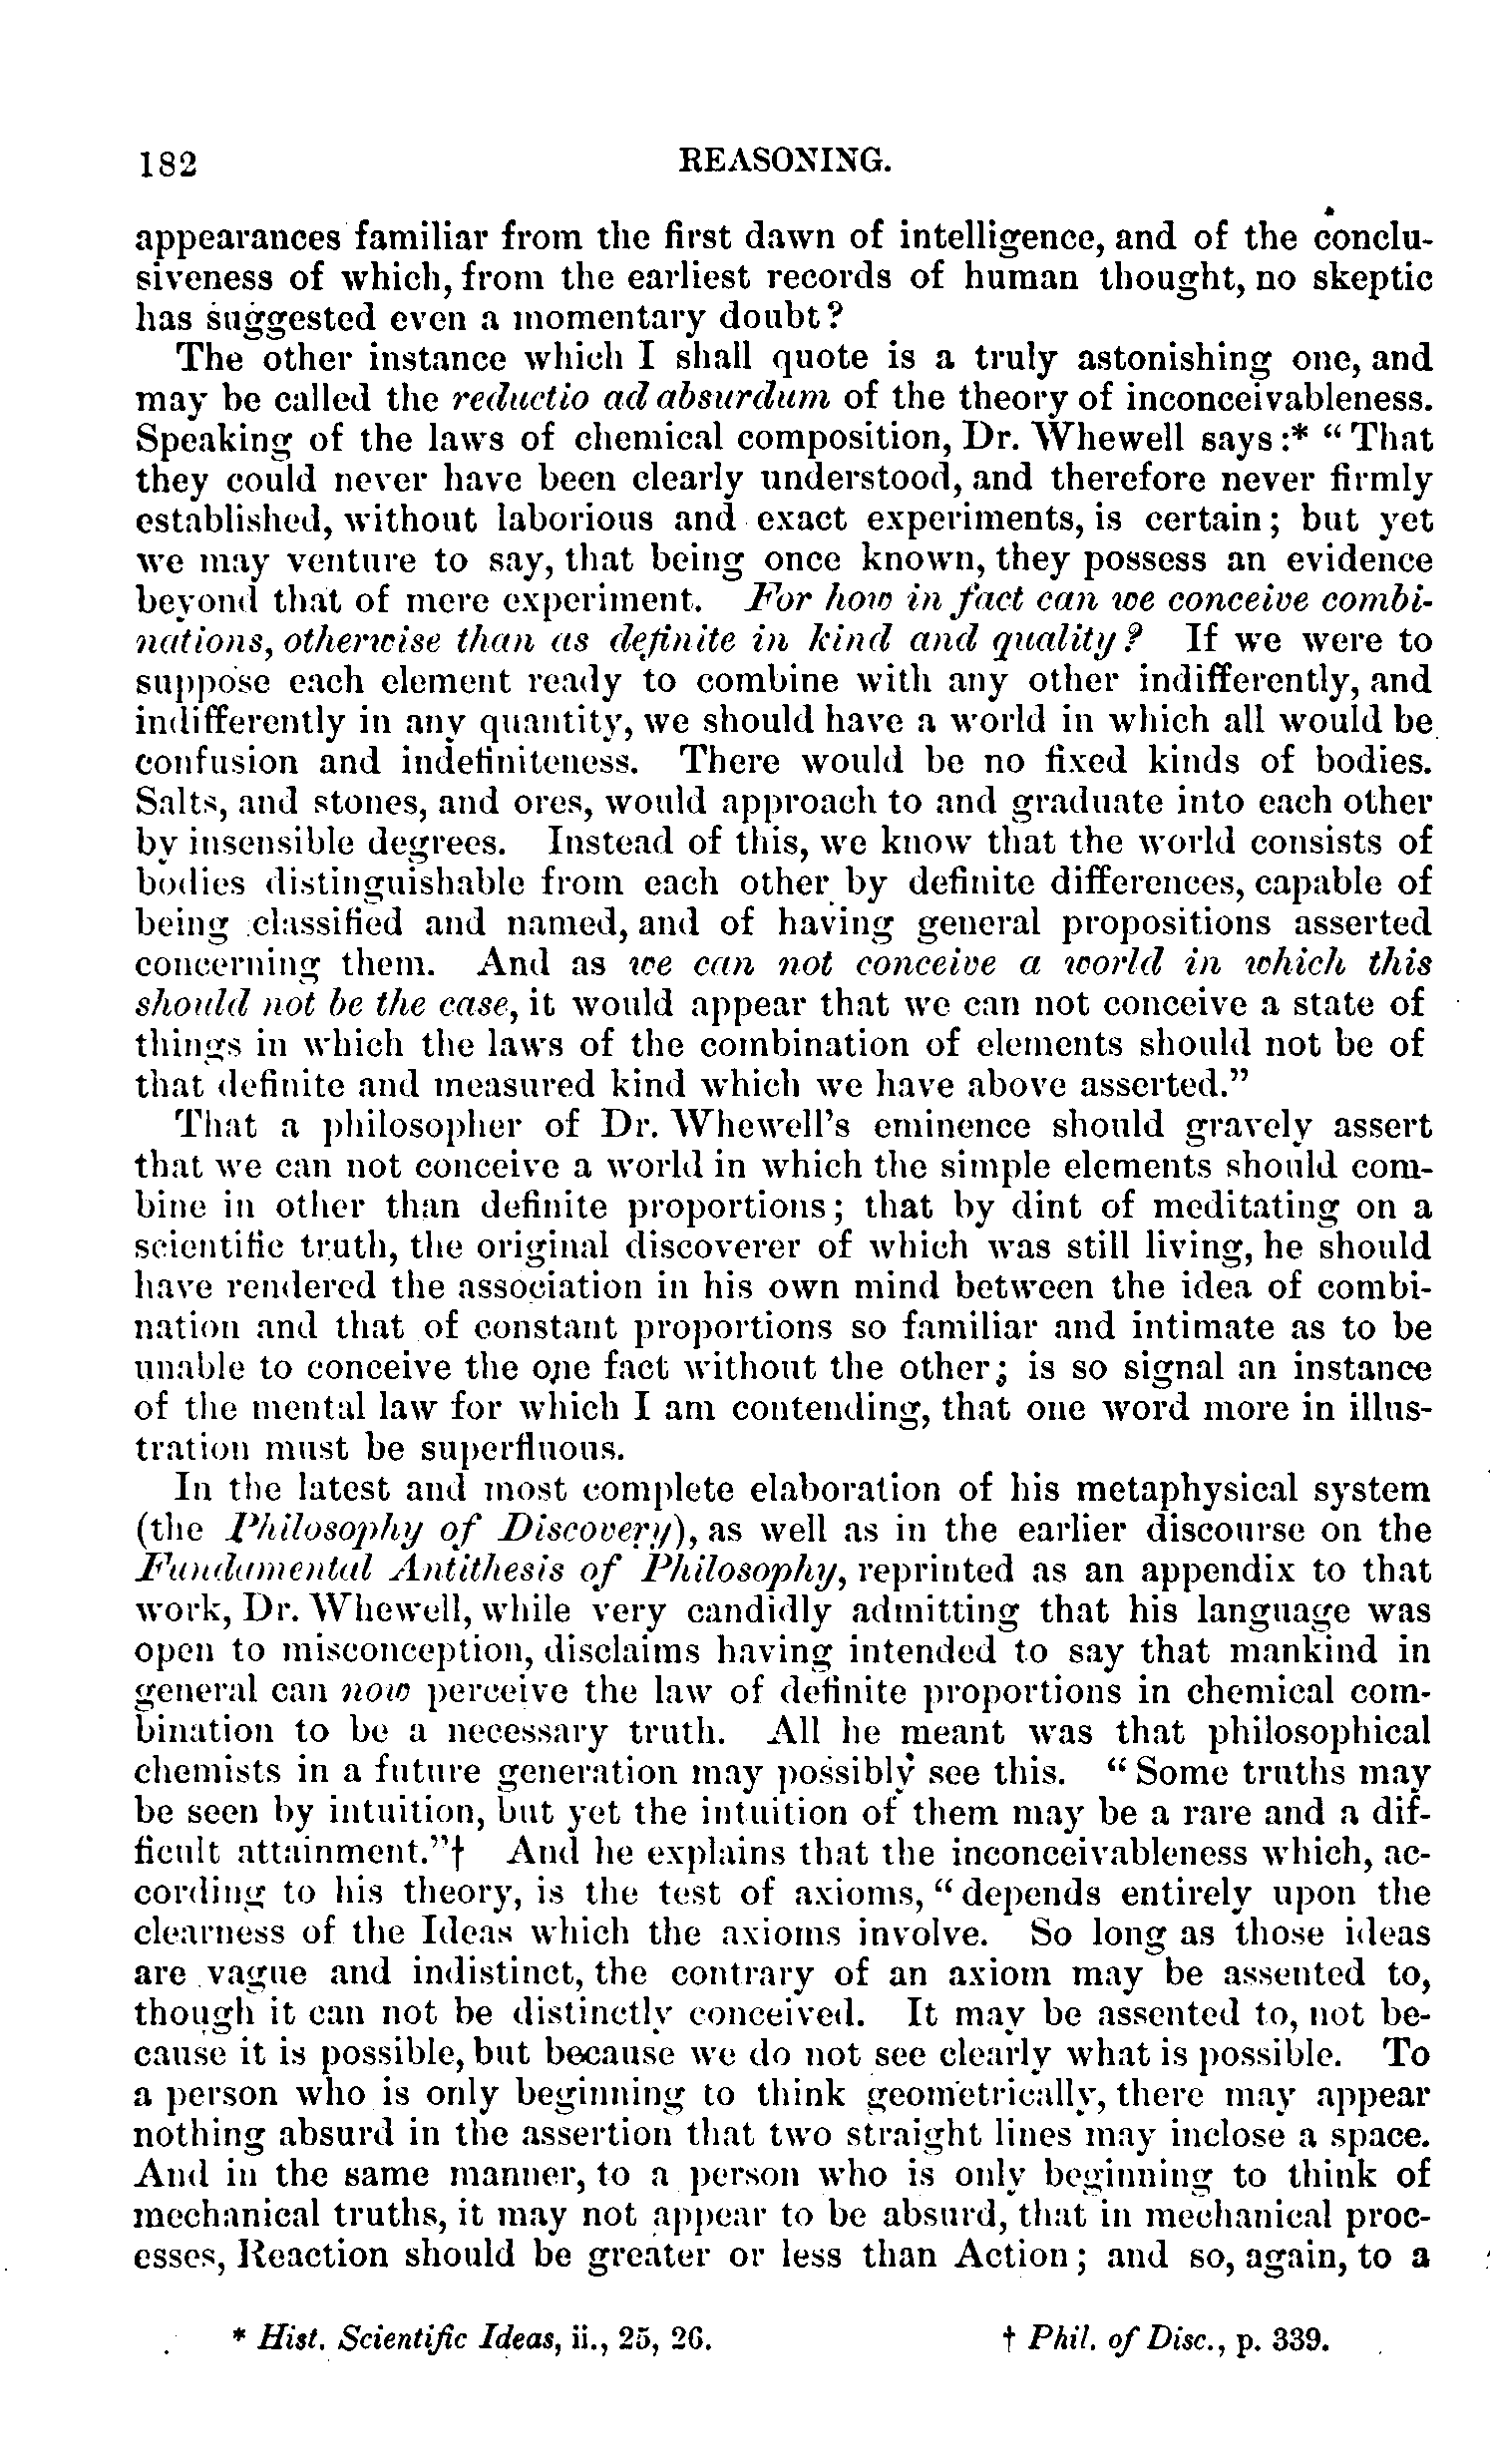 182 REASONING.
appearances familiar from the first dawn of intelligence, and of the conclu-
siveness of which, from the earliest records of human thought, no skeptic
has suggested even a momentary doubt?
The other instance which I shall quote is a truly astonishing one, and
may be called the reductio ad absurdum of the theory of inconceivableness.
Speaking of the laws of chemical composition, Dr. Whewell says:* "That
they could never have been clearly understood, and therefore never firmly
established, without laborious and exact experiments, is certain; but yet
we may venture to say, that being once known, they possess an evidence
beyond that of mere experiment. For how in fact can we conceive combi-
nations, otherwise than as definite in kind and quality? If we were to
suppose each element ready to combine with any other indifferently, and
indifferently in any quantity, we should have a world in which all would be
confusion and indefiniteness. There would be no fixed kinds of bodies.
Salts, and stones, and ores, would approach to and graduate into each other
by insensible degrees. Instead of this, we know that the world consists of
bodies distinguishable from each other by definite differences, capable of
being classified and named, and of having general propositions asserted
concerning them. And as we can not conceive a world in which this
should not be the case, it would appear that we can not conceive a state of
things in which the laws of the combination of elements should not be of
that definite and measured kind which we have above asserted."
That a philosopher of Dr. Whewell's eminence should gravely assert
that we can not conceive a world in which the simple elements should com-
bine in other than definite proportions; that by dint of meditating on a
scientific truth, the original discoverer of which was still living, he should
have rendered the association in his own mind between the idea of combi-
nation and that of constant proportions so familiar and intimate as to be
unable to conceive the one fact without the other; is so signal an instance
of the mental law for which I am contending, that one word more in illus-
tration must be superfluous.
In the latest and most complete elaboration of his metaphysical system
(the Philosophy of Discovery), as well as in the earlier discourse on the
Fundamental Antithesis of Philosophy, reprinted as an appendix to that
work, Dr. Whewell, while very candidly admitting that his language was
open to misconception, disclaims having intended to say that mankind in
general can now perceive the law of definite proportions in chemical com-
bination to be a necessary truth. All he meant was that philosophical
chemists in a future generation may possibly see this. "Some truths may
be seen by intuition, but yet the intuition of them may be a rare and a dif-
ficult attainment."† And he explains that the inconceivableness which, ac-
cording to his theory, is the test of axioms, "depends entirely upon the
clearness of the Ideas which the axioms involve. So long as those ideas
are vague and indistinct, the contrary of an axiom may be assented to,
though it can not be distinctly conceived. It may be assented to, not be-
cause it is possible, but because we do not see clearly what is possible. To
a person who is only beginning to think geometrically, there may appear
nothing absurd in the assertion that two straight lines may inclose a space.
And in the same manner, to a person who is only beginning to think of
mechanical truths, it may not appear to be absurd, that in mechanical proc-
esses, Reaction should be greater or less than Action; and so, again, to a
* Hist. Scientific Ideas, ii., 25, 26. † Phil. of Disc., p. 339.